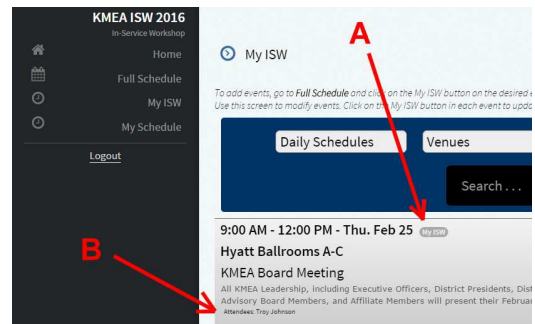 KMEA ISW 2016
In-Service Workshop
Home
Full Schedule
My ISW
My Schedule
Logout
A
My ISW
To add events, go to Full Schedule and click on the My ISW button on the desired
Use this screen to modify events. Click on the My ISW button in each event to
Daily Schedules
Venues
Search ...
9:00 AM - 12:00 PM - Thu. Feb 25 My ISW
B
Hyatt Ballrooms A-C
KMEA Board Meeting
All KMEA Leadership, including Executive Officers, District Presidents,
Advisory Board Members, and Affiliate Members will present their
Attendees: Troy Johnson